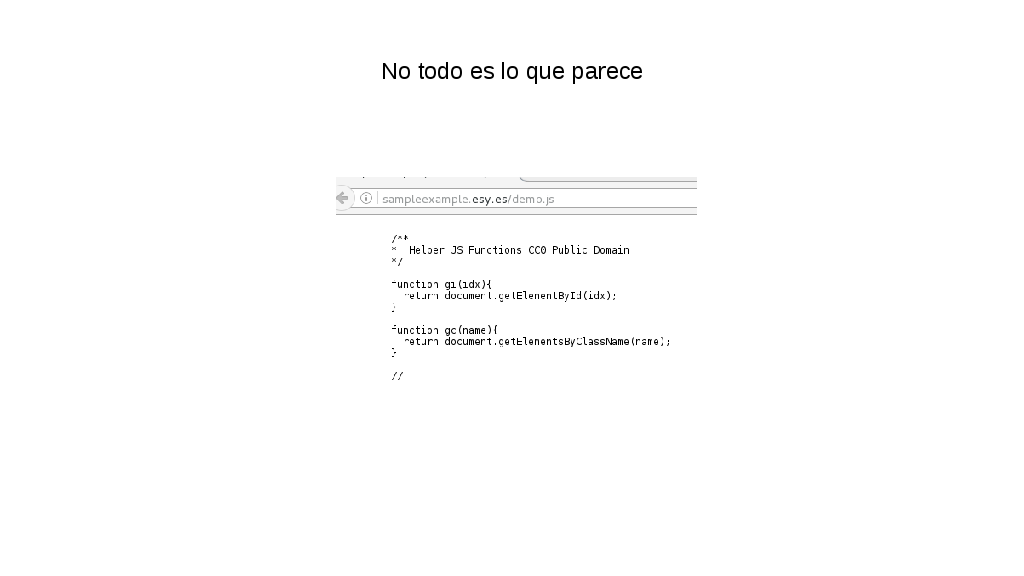 No todo es lo que parece
sampleexample.esy.es/demo.js
/**
*  Helper JS Functions CC0 Public Domain
*/
function gi(idx){
  return document.getElementById(idx);
}
function gc(name){
  return document.getElementsByClassName(name);
}
//